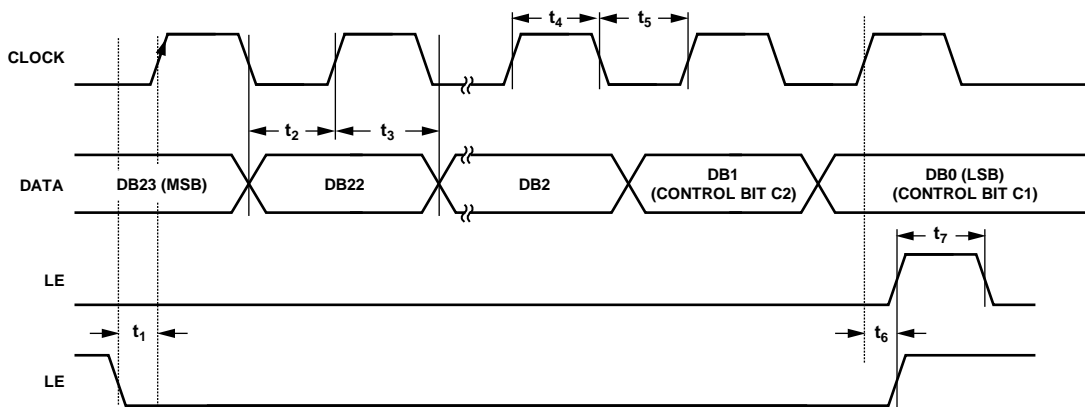 t4
t5
CLOCK
t2
t3
DATA
DB23 (MSB)
DB22
DB2
DB1
(CONTROL BIT C2)
DB0 (LSB)
(CONTROL BIT C1)
t7
LE
t1
t6
LE